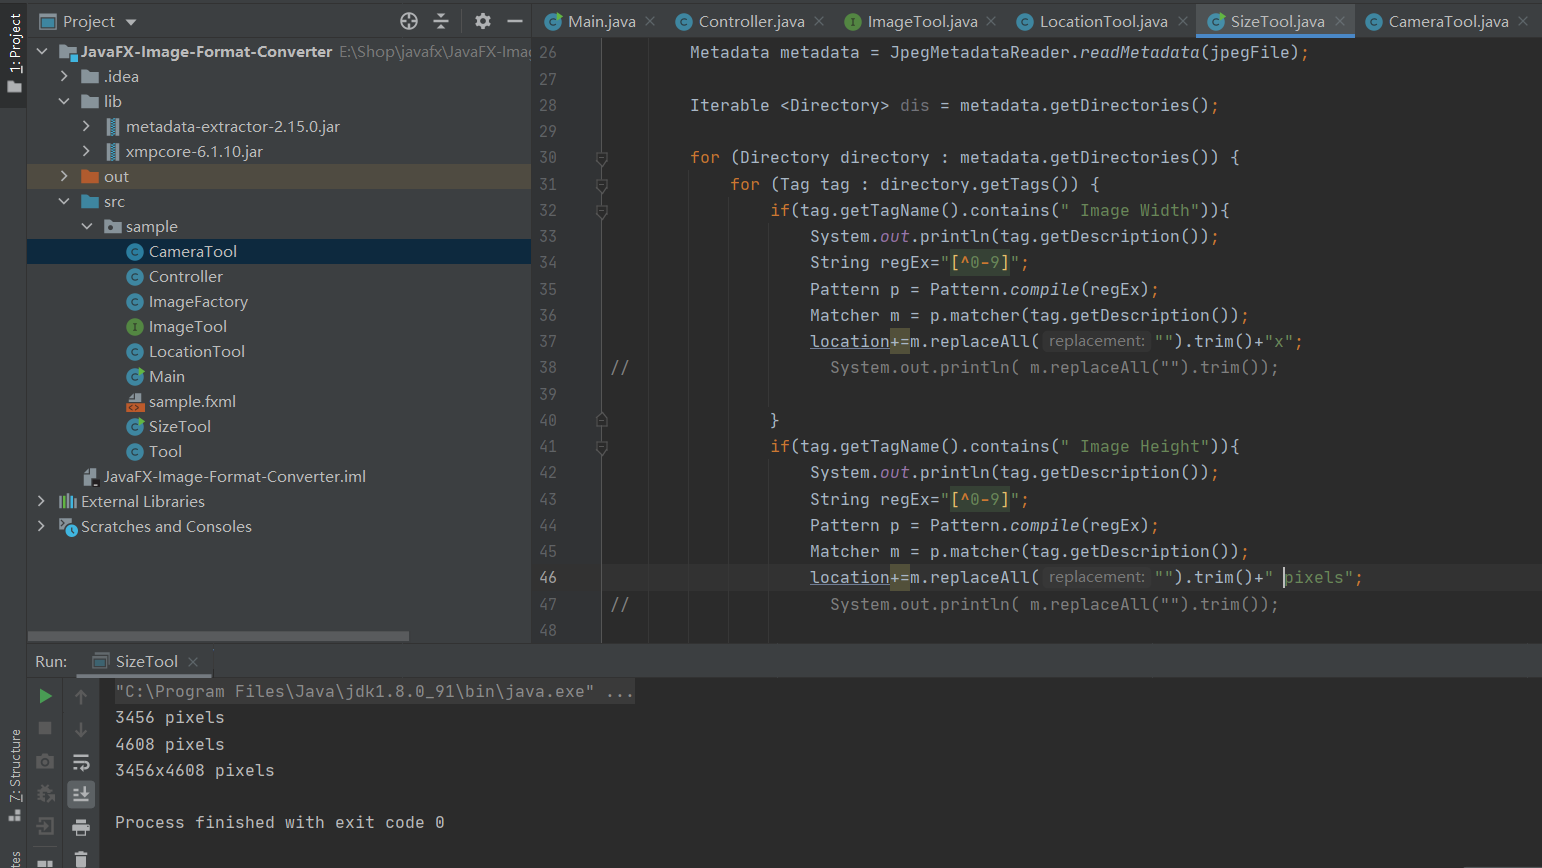 Project
Main.java
Controller.java
ImageTool.java
LocationTool.java
SizeTool.java
CameraTool.java
1: Project
JavaFX-Image-Format-Converter E:\Shop\javafx\JavaFX-Imag
.idea
lib
metadata-extractor-2.15.0.jar
xmpcore-6.1.10.jar
out
src
sample
CameraTool
Controller
ImageFactory
ImageTool
LocationTool
Main
sample.fxml
SizeTool
Tool
JavaFX-Image-Format-Converter.iml
External Libraries
Scratches and Consoles
26 Metadata metadata = JpegMetadataReader.readMetadata(jpegFile);
27
28 Iterable <Directory> dis = metadata.getDirectories();
29
30 for (Directory directory : metadata.getDirectories()) {
31 for (Tag tag : directory.getTags()) {
32 if(tag.getTagName().contains(" Image Width")){
33 System.out.println(tag.getDescription());
34 String regEx="[^0-9]";
35 Pattern p = Pattern.compile(regEx);
36 Matcher m = p.matcher(tag.getDescription());
37 location+=m.replaceAll( replacement: "").trim()+"x";
38 // System.out.println( m.replaceAll("").trim());
39
40 }
41 if(tag.getTagName().contains(" Image Height")){
42 System.out.println(tag.getDescription());
43 String regEx="[^0-9]";
44 Pattern p = Pattern.compile(regEx);
45 Matcher m = p.matcher(tag.getDescription());
46 location+=m.replaceAll( replacement: "").trim()+" pixels";
47 // System.out.println( m.replaceAll("").trim());
48
Run: SizeTool
"C:\Program Files\Java\jdk1.8.0_91\bin\java.exe" ...
3456 pixels
4608 pixels
3456x4608 pixels
Process finished with exit code 0
Z: Structure